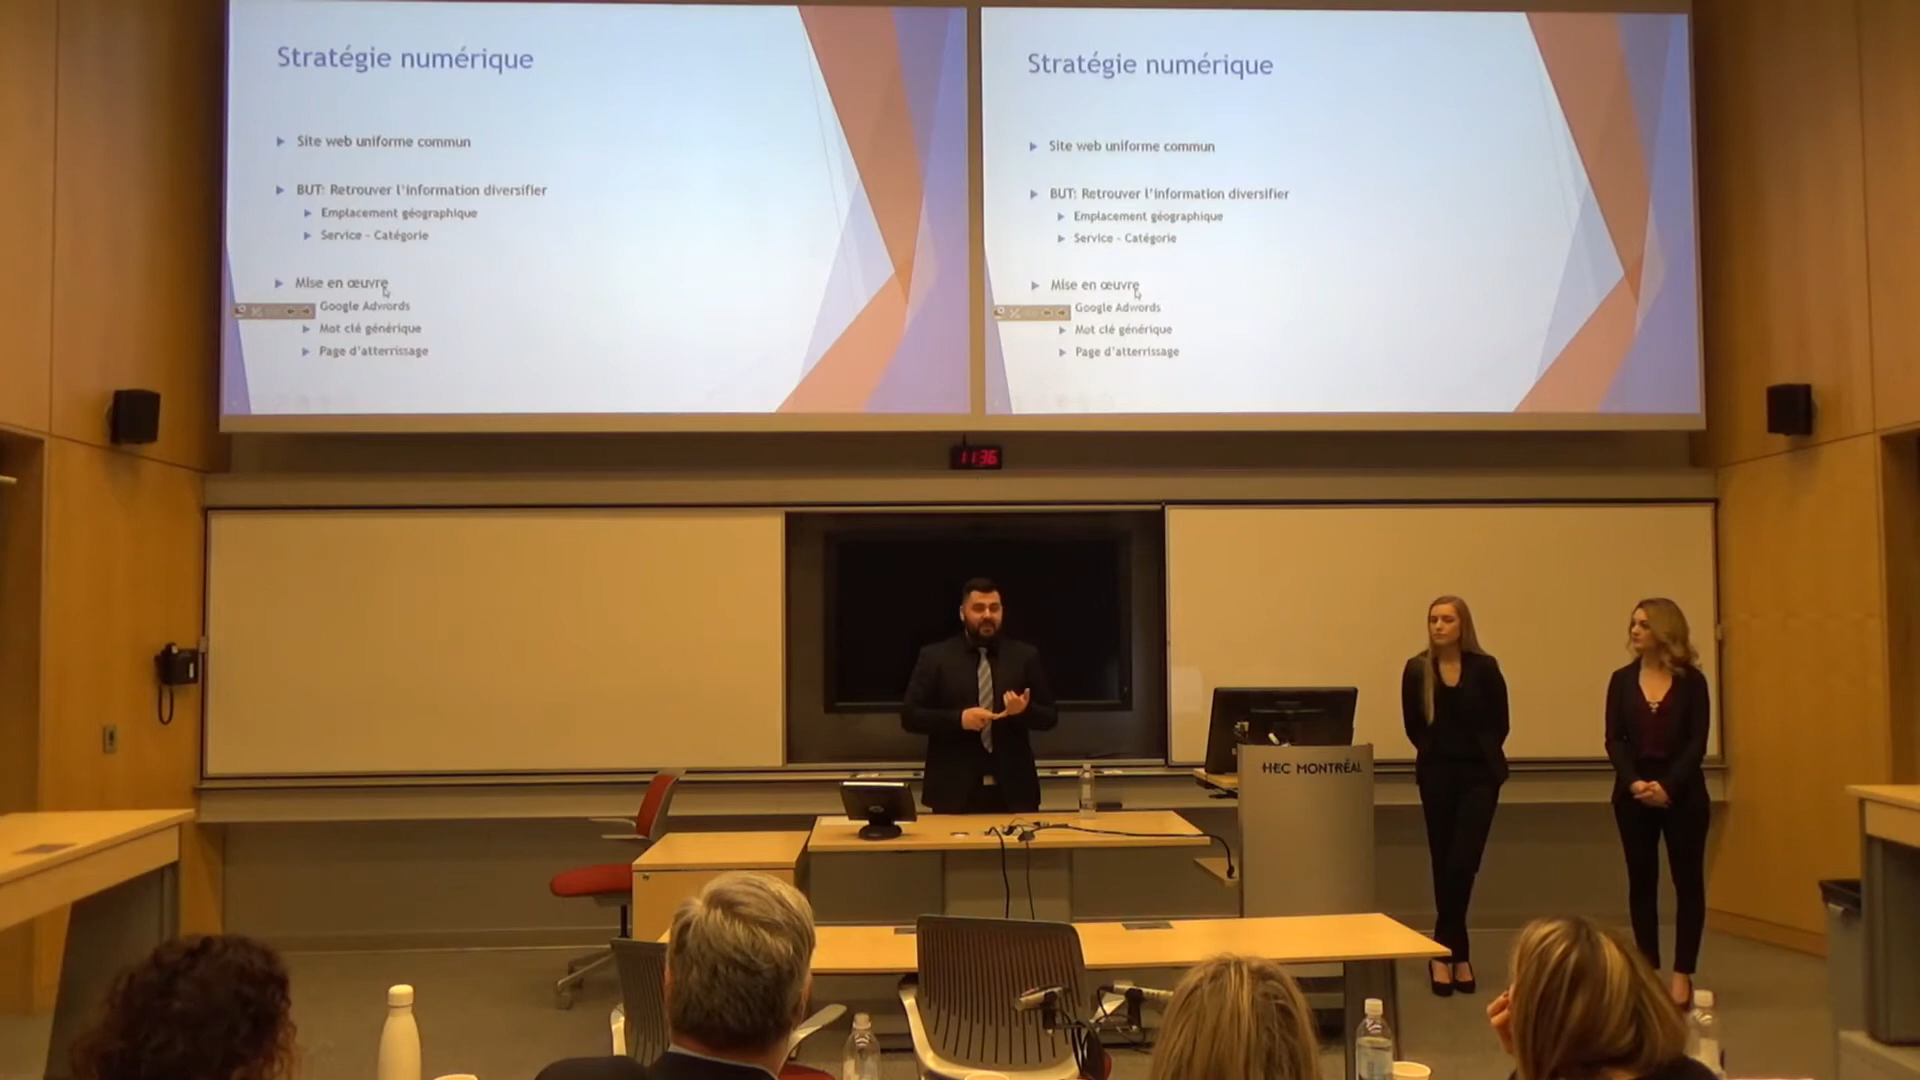 Stratégie numérique
Site web uniforme commun
BUT: Retrouver l'information diversifier
Emplacement géographique
Service - Catégorie
Mise en œuvre
Google Adwords
Mot clé générique
Page d'atterrissage
Stratégie numérique
Site web uniforme commun
BUT: Retrouver l'information diversifier
Emplacement géographique
Service - Catégorie
Mise en œuvre
Google Adwords
Mot clé générique
Page d'atterrissage
11:36
HEC MONTRÉAL